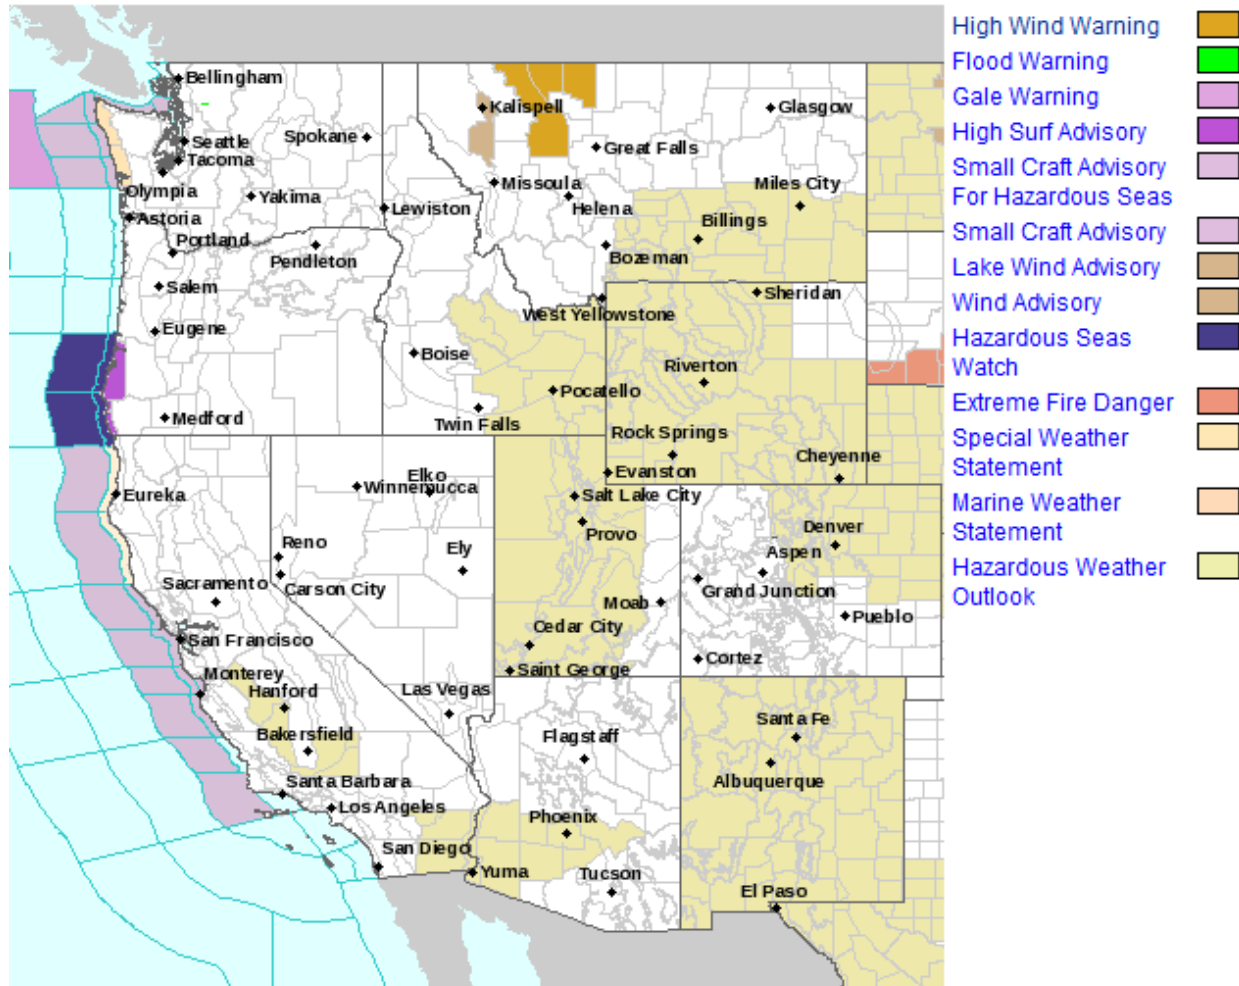 High Wind Warning
Flood Warning
Gale Warning
High Surf Advisory
Small Craft Advisory
For Hazardous Seas
Small Craft Advisory
Lake Wind Advisory
Wind Advisory
Hazardous Seas
Watch
Extreme Fire Danger
Special Weather
Statement
Marine Weather
Statement
Hazardous Weather
Outlook
Bellingham
Kalispell
Glasgow
Seattle
Spokane
Tacoma
Great Falls
Olympia
Yakima
Missoula
Miles City
Astoria
Lewiston
Helena
Billings
Portland
Pendleton
Bozeman
Salem
Sheridan
West Yellowstone
Eugene
Boise
Riverton
Pocatello
Medford
Twin Falls
Rock Springs
Cheyenne
Evanston
Elko
Winnemucca
Eureka
Salt Lake City
Provo
Denver
Reno
Ely
Aspen
Sacramento
Carson City
Grand Junction
Moab
Pueblo
San Francisco
Cedar City
Cortez
Monterey
Saint George
Hanford
Las Vegas
Santa Fe
Bakersfield
Flagstaff
Albuquerque
Santa Barbara
Los Angeles
Phoenix
San Diego
Yuma
Tucson
El Paso